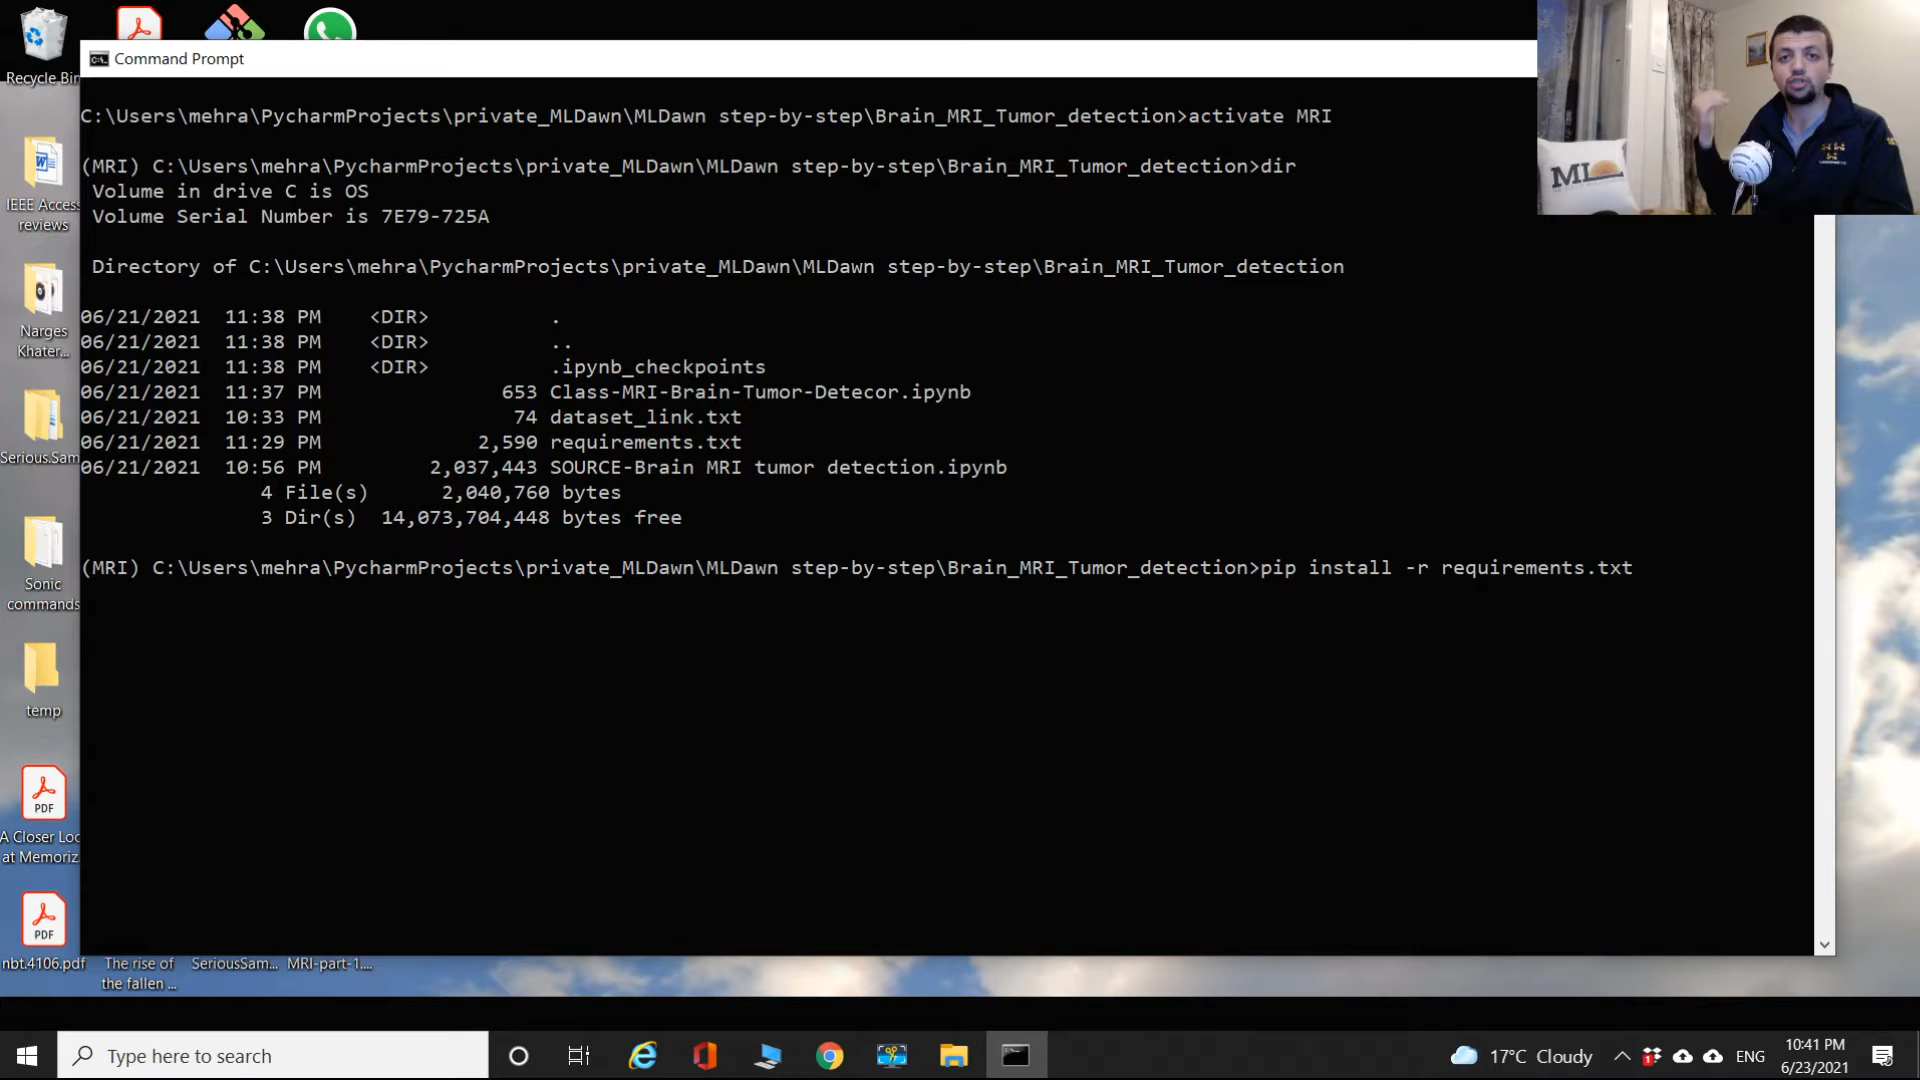 Recycle Bin
Command Prompt
C:\Users\mehra\PycharmProjects\private_MLDawn\MLDawn step-by-step\Brain_MRI_Tumor_detection>activate MRI
(MRI) C:\Users\mehra\PycharmProjects\private_MLDawn\MLDawn step-by-step\Brain_MRI_Tumor_detection>dir
Volume in drive C is OS
Volume Serial Number is 7E79-725A
Directory of C:\Users\mehra\PycharmProjects\private_MLDawn\MLDawn step-by-step\Brain_MRI_Tumor_detection
06/21/2021  11:38 PM    <DIR>          .
06/21/2021  11:38 PM    <DIR>          ..
06/21/2021  11:38 PM    <DIR>          .ipynb_checkpoints
06/21/2021  11:37 PM               653 Class-MRI-Brain-Tumor-Detecor.ipynb
06/21/2021  10:33 PM                74 dataset_link.txt
06/21/2021  11:29 PM             2,590 requirements.txt
06/21/2021  10:56 PM         2,037,443 SOURCE-Brain MRI tumor detection.ipynb
4 File(s)      2,040,760 bytes
3 Dir(s)  14,073,704,448 bytes free
(MRI) C:\Users\mehra\PycharmProjects\private_MLDawn\MLDawn step-by-step\Brain_MRI_Tumor_detection>pip install -r requirements.txt
ML
IEEE Access
reviews
Narges
Khater...
Serious.Sam
Sonic
commands
temp
PDF
A Closer Loo
at Memoriz
PDF
nbt.4106.pdf
The rise of
the fallen ...
SeriousSam...
MRI-part-1....
Type here to search
17°C Cloudy
ENG
10:41 PM
6/23/2021